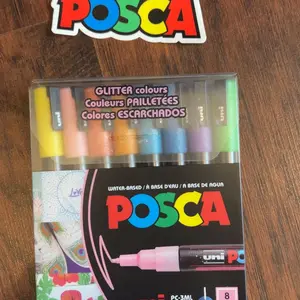 POSCA
GLITTER colours
Couleurs PAILLETÉES
Colores ESCARCHADOS
WATER-BASED / À BASE D'EAU / A BASE DE AGUA
POSCA
uni
PC-3ML
8